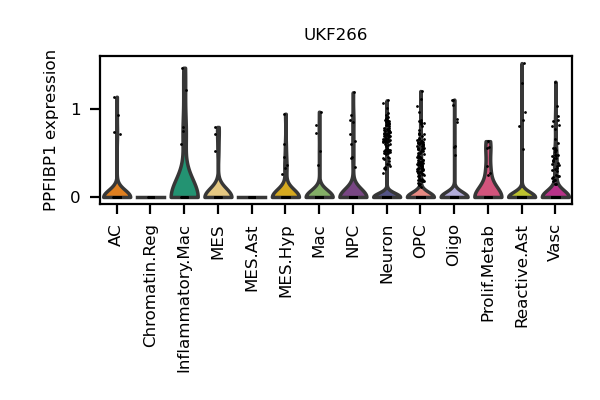 UKF266
PPFIBP1 expression
1
0
AC
Chromatin.Reg
Inflammatory.Mac
MES
MES.Ast
MES.Hyp
Mac
NPC
Neuron
OPC
Oligo
Prolif.Metab
Reactive.Ast
Vasc